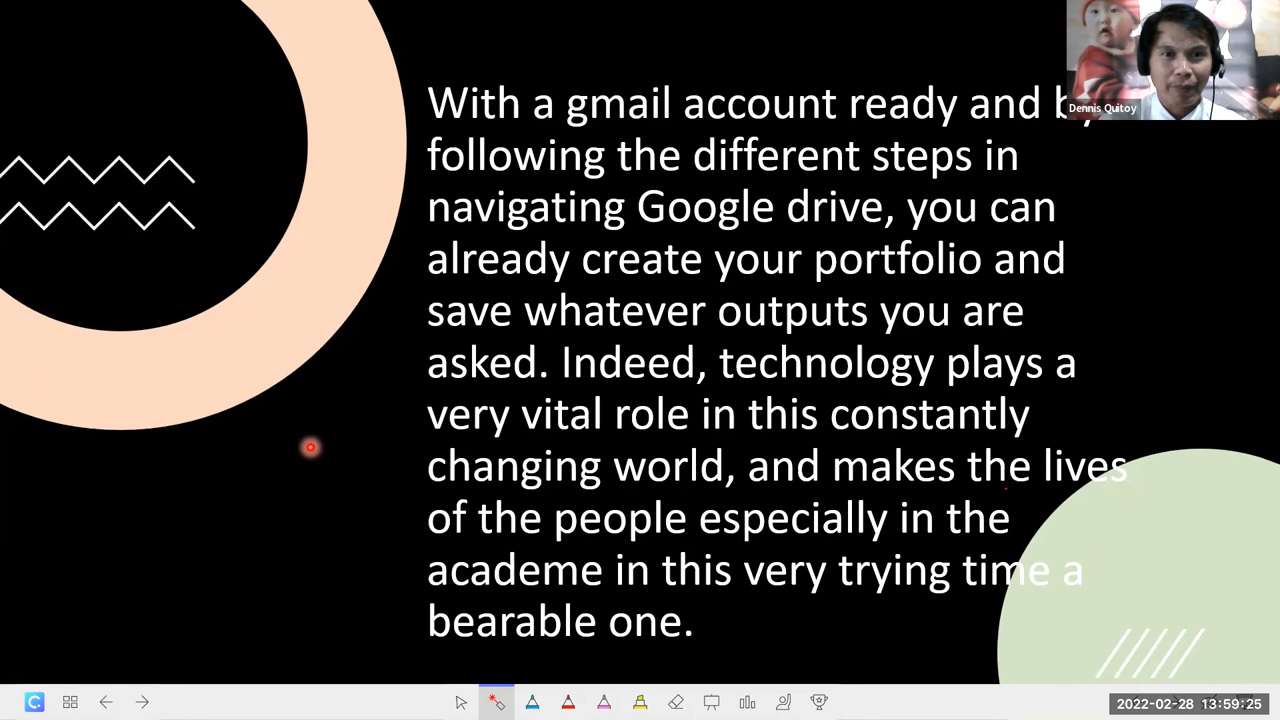 With a gmail account ready and by
following the different steps in
navigating Google drive, you can
already create your portfolio and
save whatever outputs you are
asked. Indeed, technology plays a
very vital role in this constantly
changing world, and makes the lives
of the people especially in the
academe in this very trying time a
bearable one.
Dennis Quitoy
2022-02-28 13:59:25